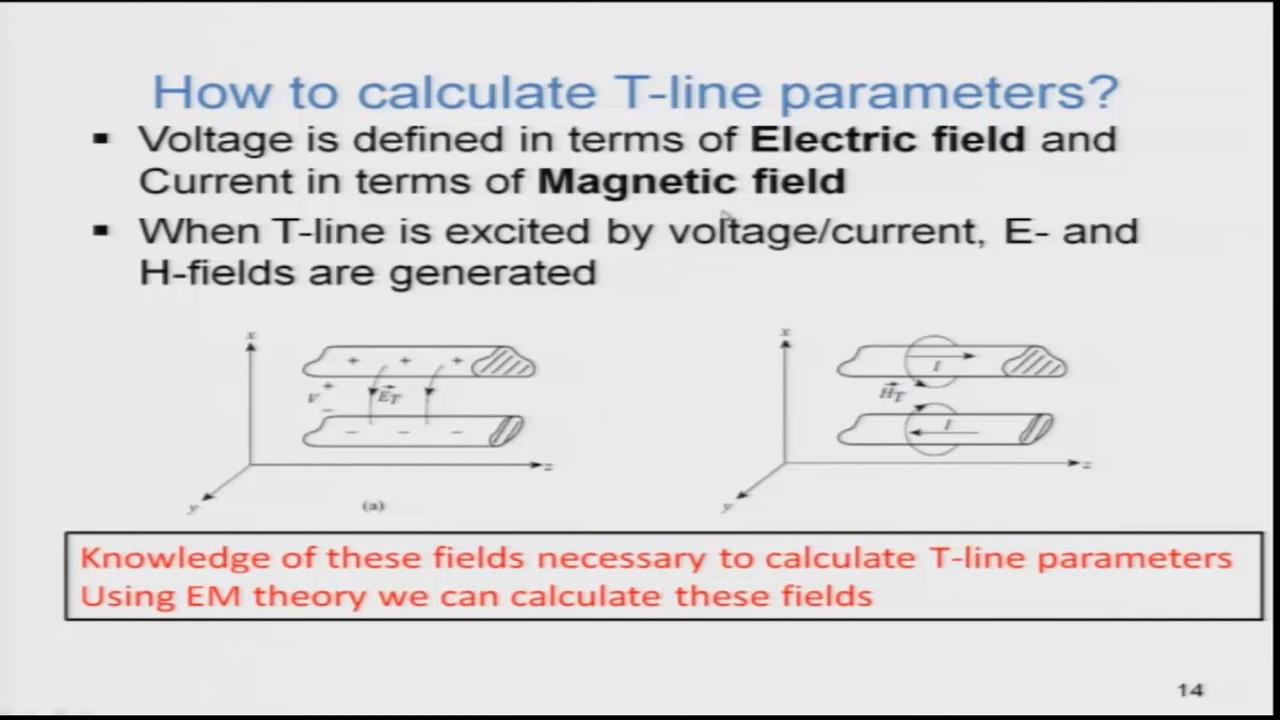 How to calculate T-line parameters?
▪ Voltage is defined in terms of Electric field and
Current in terms of Magnetic field
▪ When T-line is excited by voltage/current, E- and
H-fields are generated
x
+ + +
V + −
E_T
− − −
z
y
(a)
x
I
H_T
I
z
y
Knowledge of these fields necessary to calculate T-line parameters
Using EM theory we can calculate these fields
14